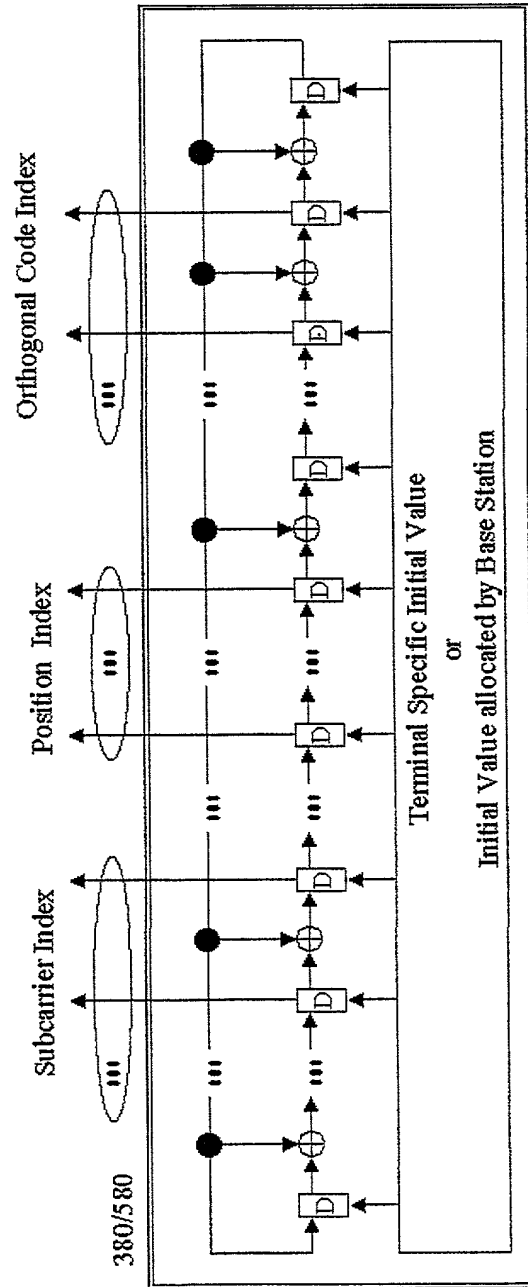 380/580
Subcarrier Index
Position Index
Orthogonal Code Index
D
D
D
D
D
D
D
D
D
Terminal Specific Initial Value
or
Initial Value allocated by Base Station